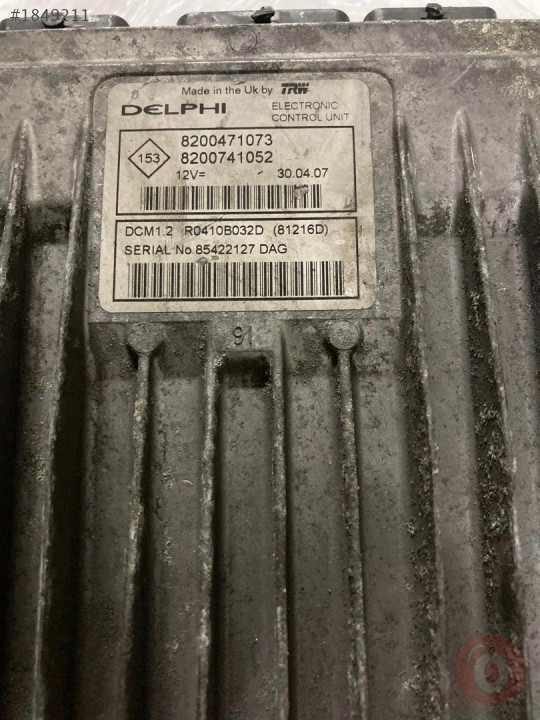 #1849211
Made in the Uk by TRW
DELPHI ELECTRONIC
CONTROL UNIT
153
8200471073
8200741052
12V= 30.04.07
DCM1.2 R0410B032D (81216D)
SERIAL No 85422127 DAG
91